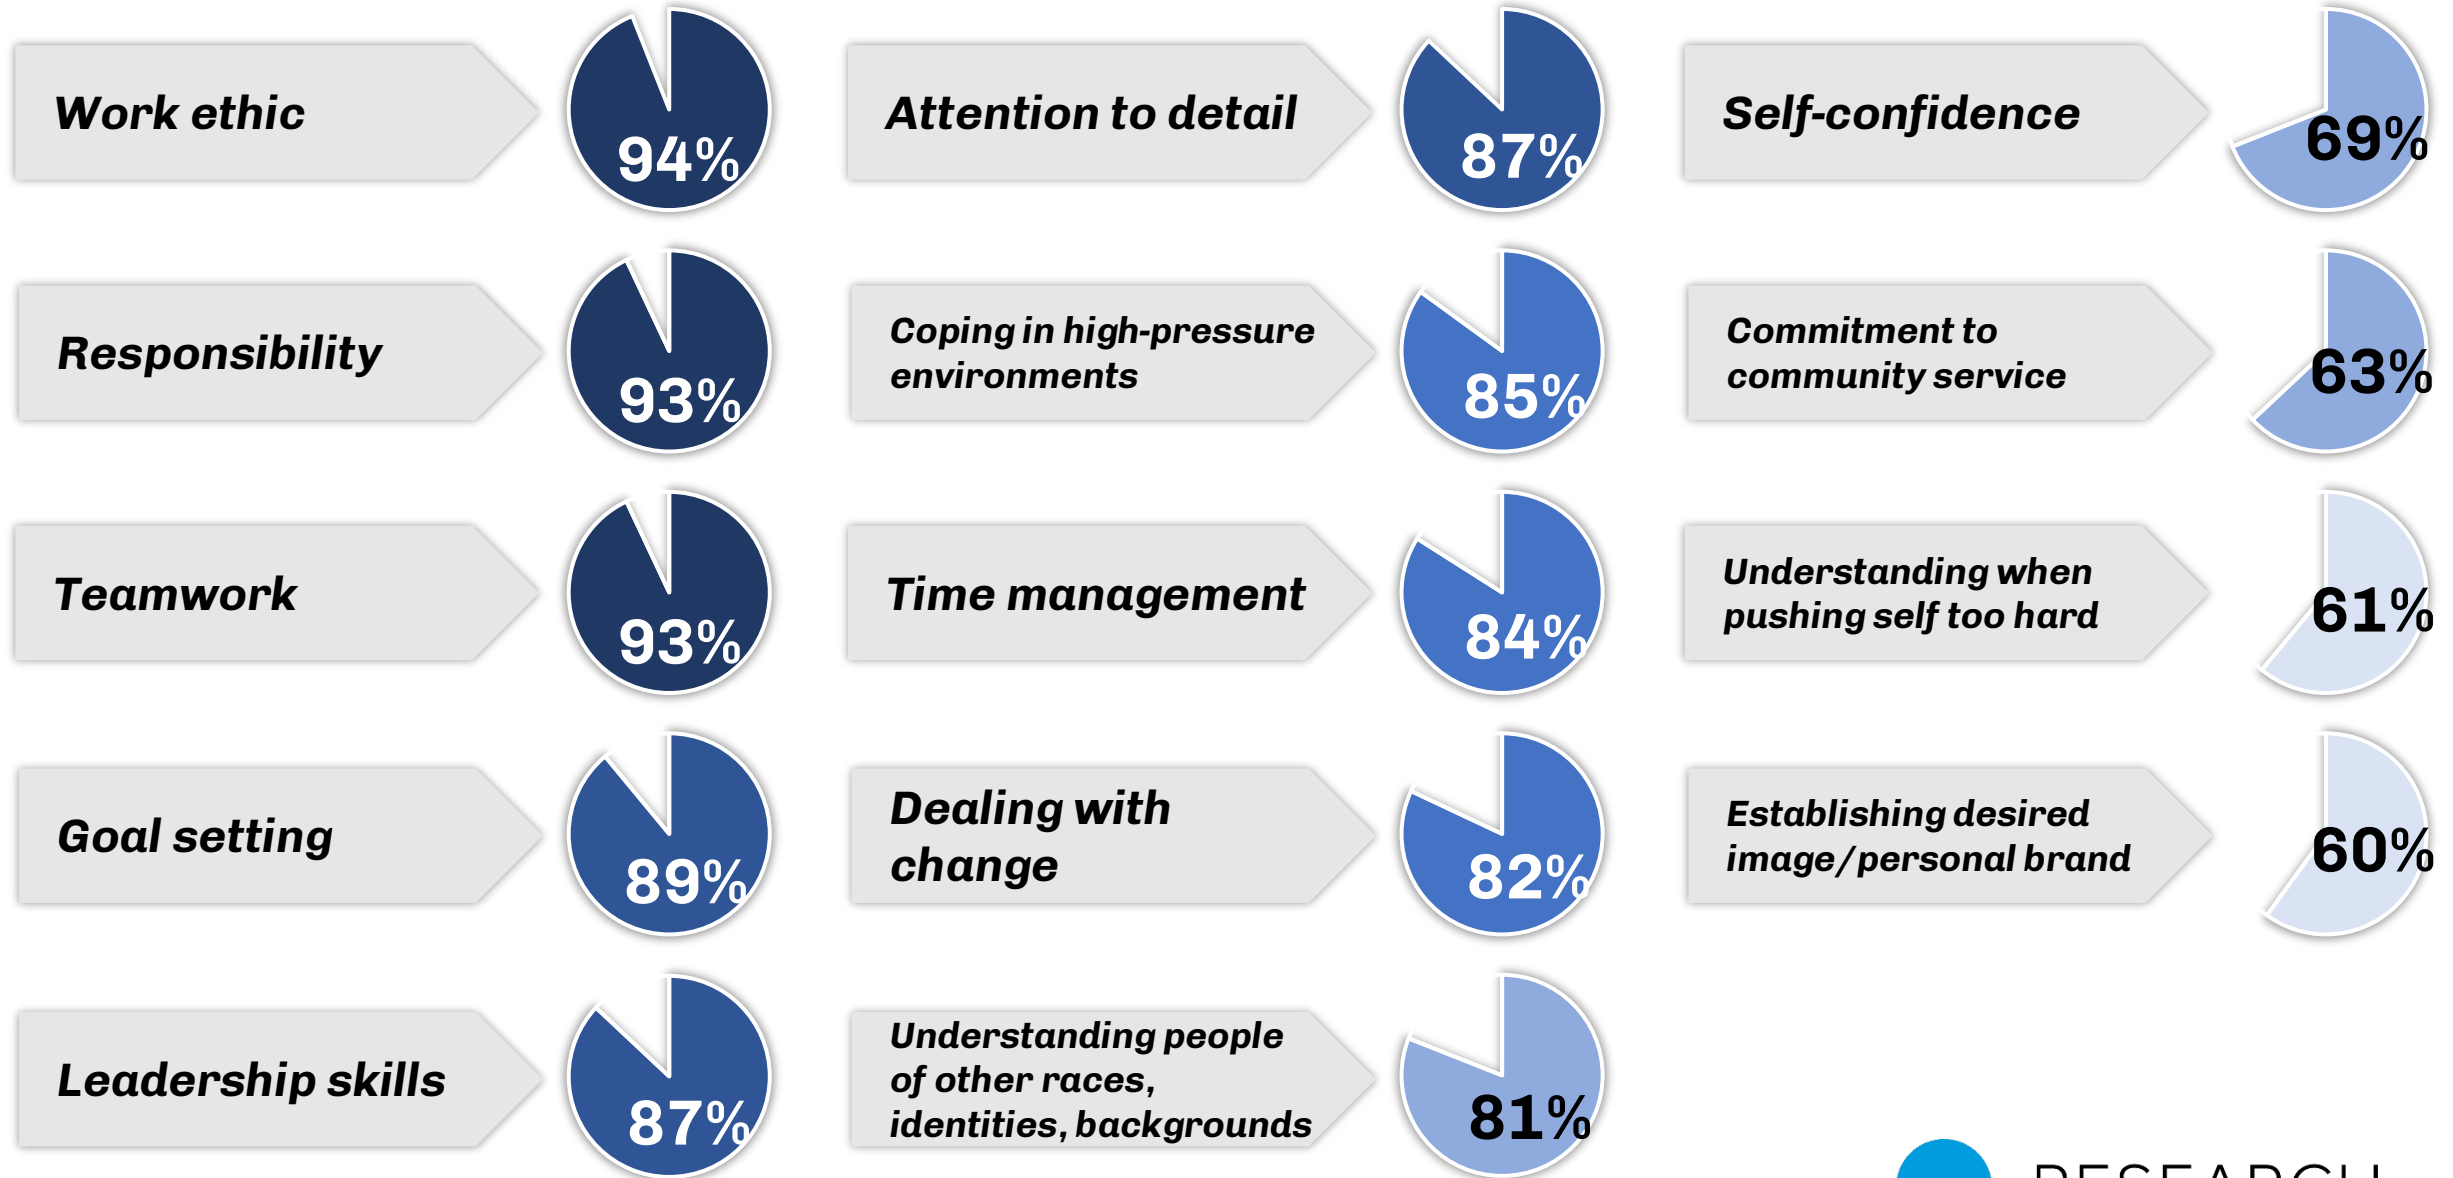 Work ethic
94%
Attention to detail
87%
Self-confidence
69%
Responsibility
93%
Coping in high-pressure
environments
85%
Commitment to
community service
63%
Teamwork
93%
Time management
84%
Understanding when
pushing self too hard
61%
Goal setting
89%
Dealing with
change
82%
Establishing desired
image/personal brand
60%
Leadership skills
87%
Understanding people
of other races,
identities, backgrounds
81%
RESEARCH